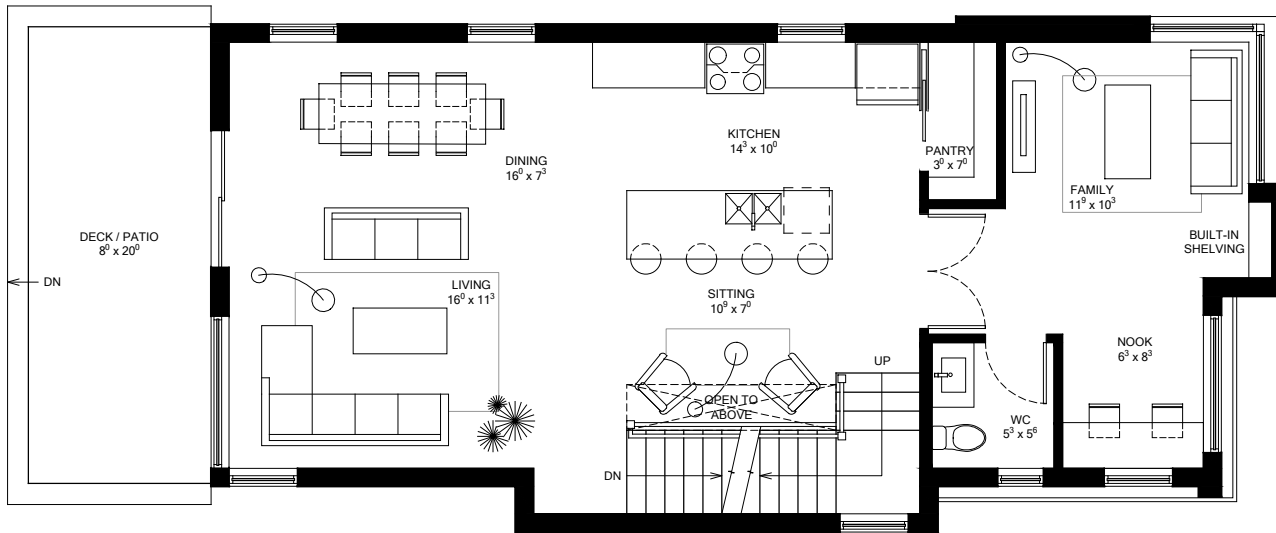 KITCHEN
14³ x 10⁰
DINING
16⁰ x 7³
PANTRY
3⁰ x 7⁰
FAMILY
11⁹ x 10³
DECK / PATIO
8⁰ x 20⁰
BUILT-IN
SHELVING
DN
LIVING
16⁰ x 11³
SITTING
10⁹ x 7⁰
NOOK
6³ x 8³
UP
OPEN TO
ABOVE
WC
5³ x 5⁶
DN